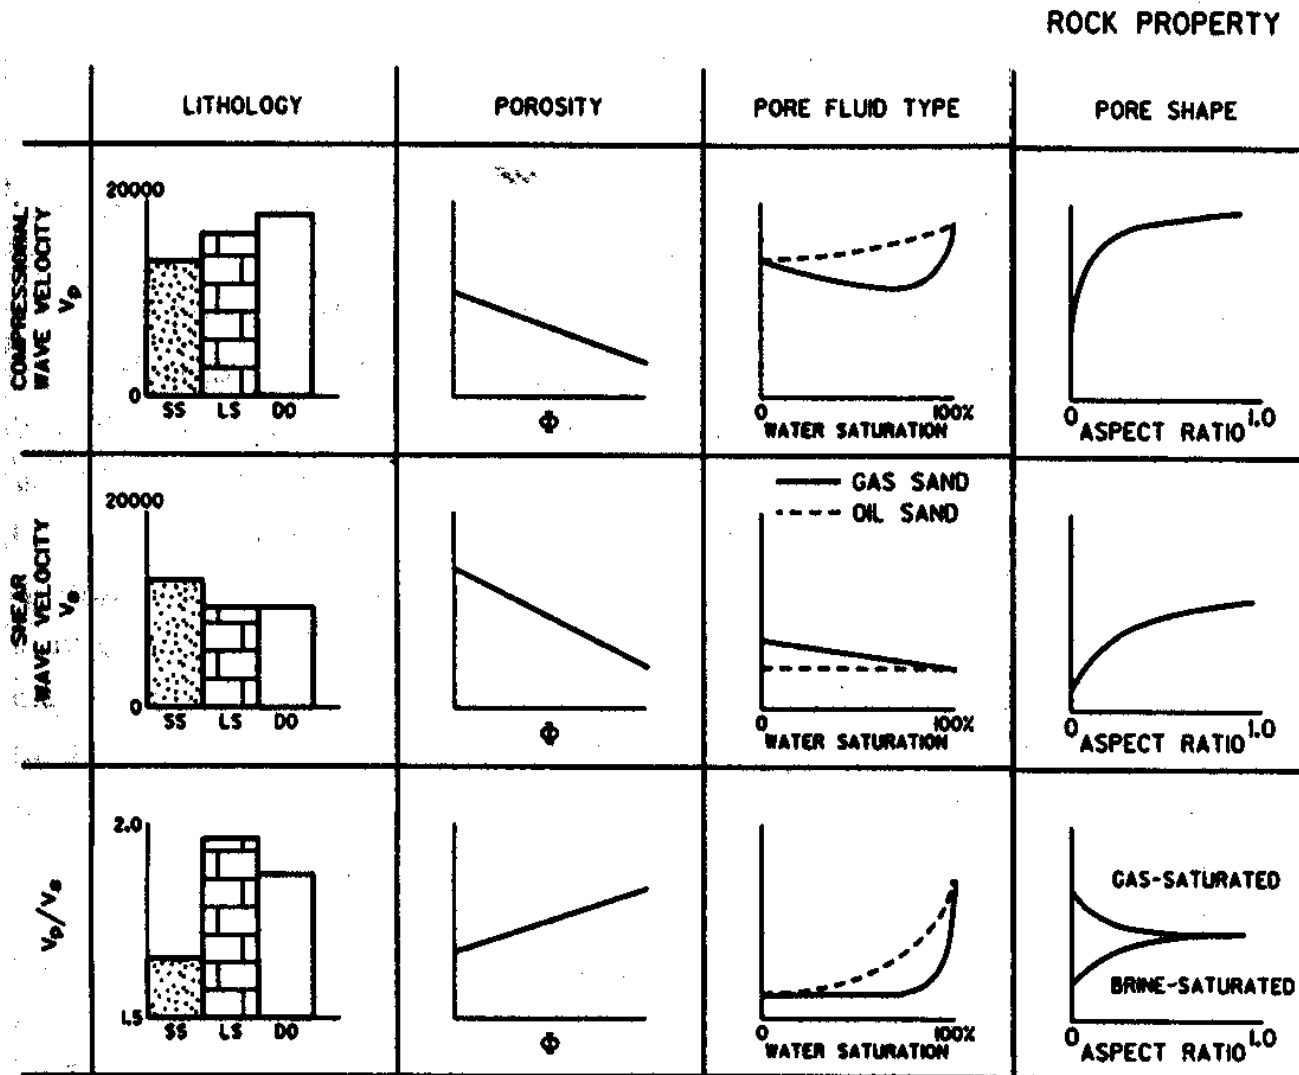 ROCK PROPERTY
LITHOLOGY
POROSITY
PORE FLUID TYPE
PORE SHAPE
COMPRESSIONAL
WAVE VELOCITY
Vp
20000
0
SS LS DO
Φ
0 100%
WATER SATURATION
0 1.0
ASPECT RATIO
SHEAR
WAVE VELOCITY
Vs
20000
0
SS LS DO
Φ
GAS SAND
OIL SAND
0 100%
WATER SATURATION
0 1.0
ASPECT RATIO
Vp/Vs
2.0
1.5
SS LS DO
Φ
0 100%
WATER SATURATION
GAS-SATURATED
BRINE-SATURATED
0 1.0
ASPECT RATIO